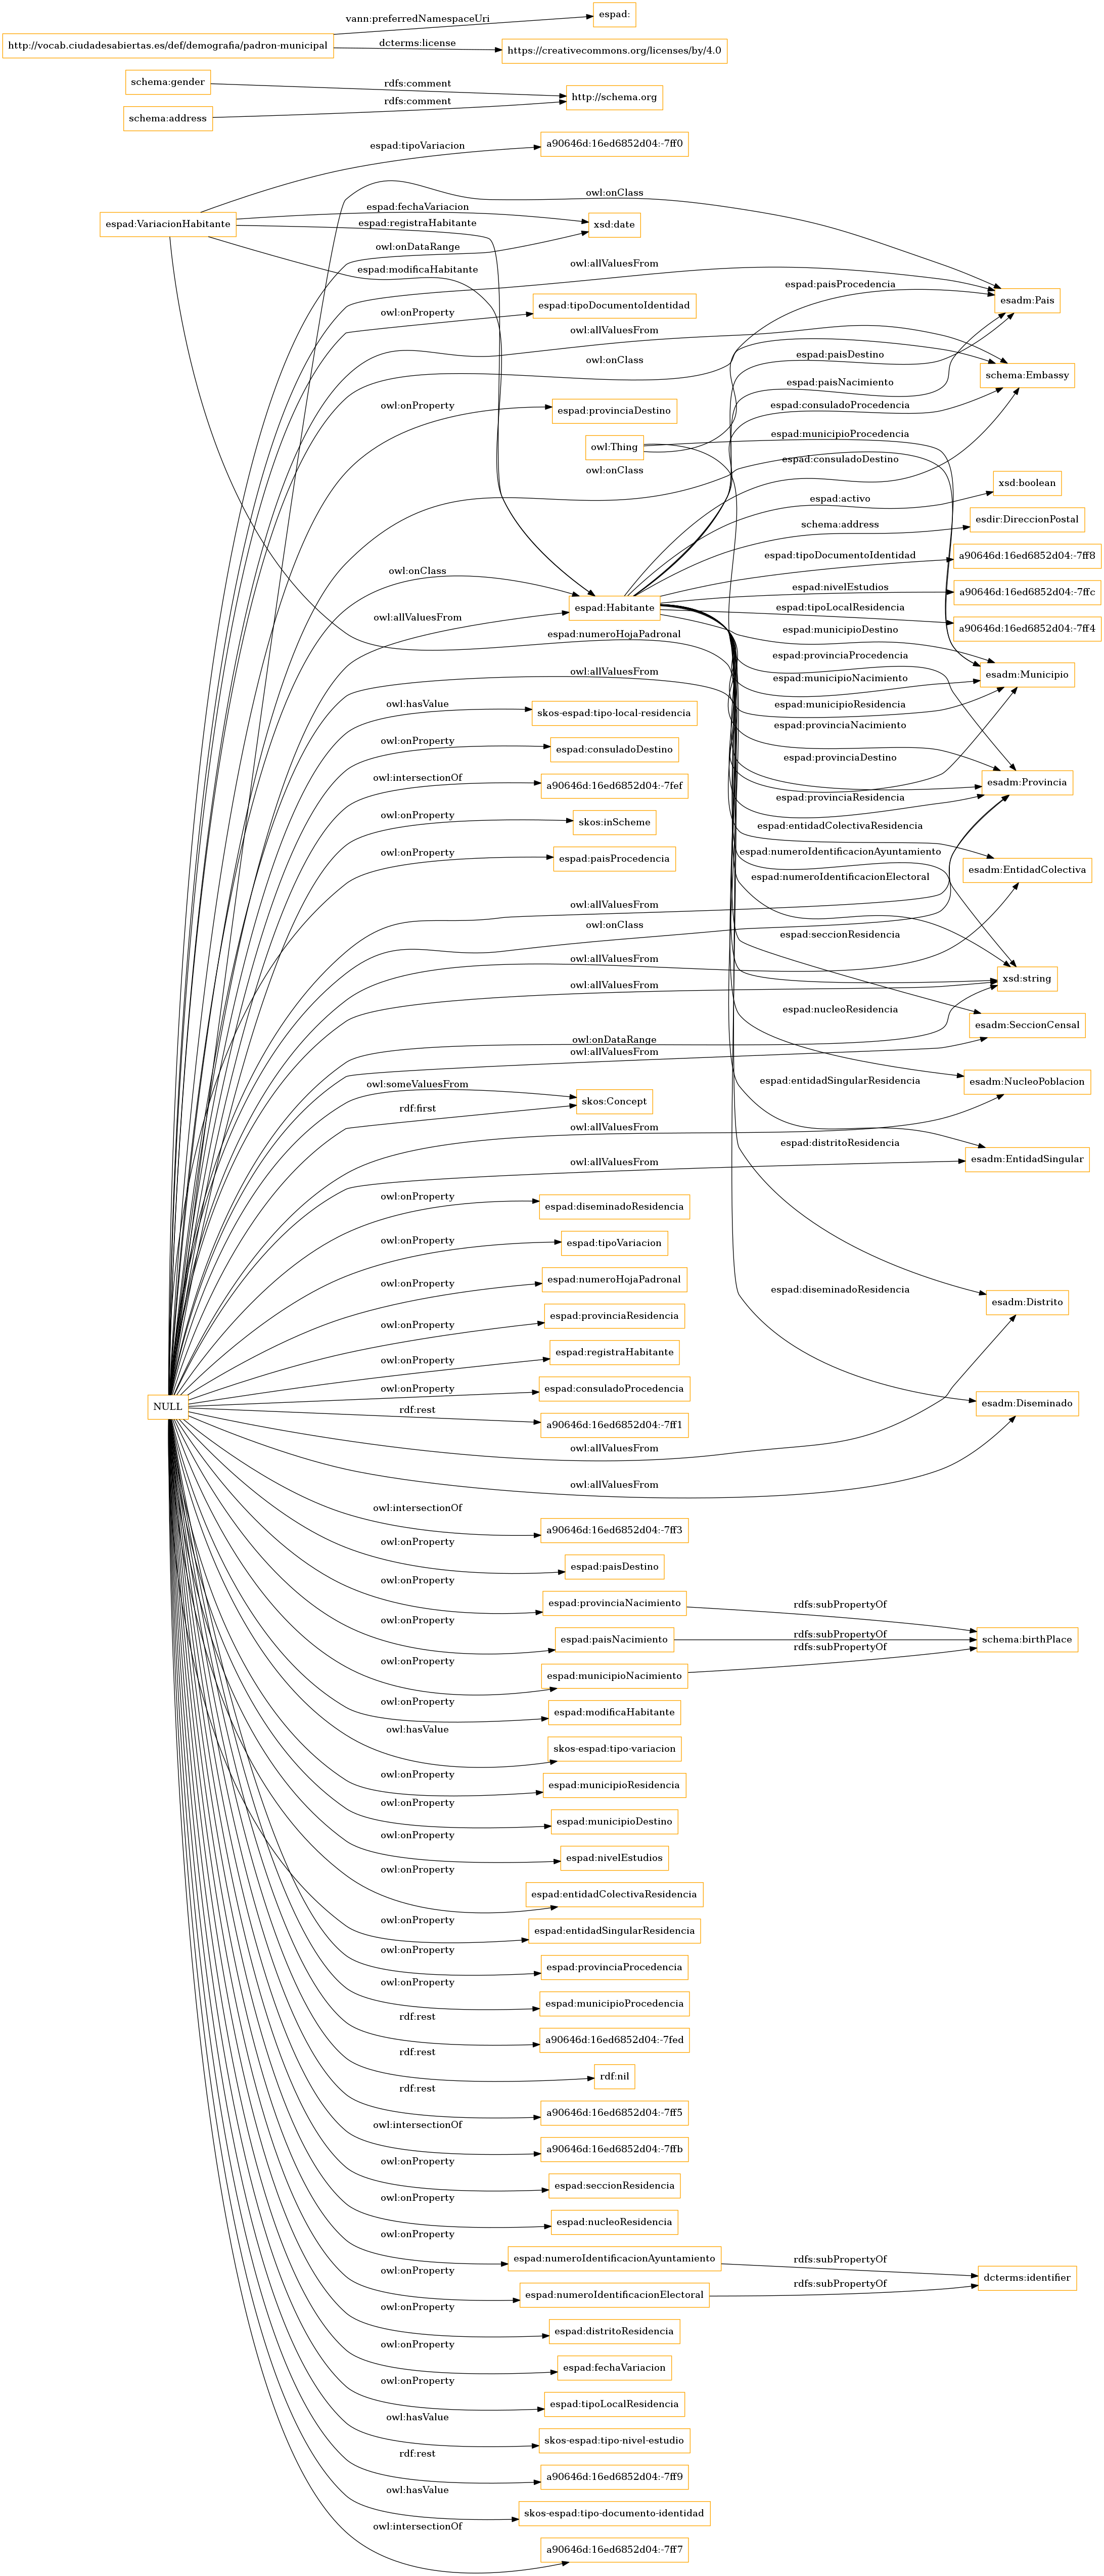 vann:preferredNamespaceUri
espad:
http://vocab.ciudadesabiertas.es/def/demografia/padron-municipal
dcterms:license
https://creativecommons.org/licenses/by/4.0
schema:gender
rdfs:comment
http://schema.org
rdfs:comment
schema:address
espad:tipoVariacion
a90646d:16ed6852d04:-7ff0
owl:onClass
espad:VariacionHabitante
espad:fechaVariacion
xsd:date
espad:registraHabitante
owl:onDataRange
espad:modificaHabitante
owl:allValuesFrom
espad:paisProcedencia
esadm:Pais
espad:tipoDocumentoIdentidad
owl:onProperty
owl:allValuesFrom
espad:paisDestino
owl:onClass
schema:Embassy
espad:paisNacimiento
owl:onProperty
espad:provinciaDestino
espad:consuladoProcedencia
espad:municipioProcedencia
owl:Thing
espad:consuladoDestino
owl:onClass
xsd:boolean
espad:activo
esdir:DireccionPostal
schema:address
espad:tipoDocumentoIdentidad
a90646d:16ed6852d04:-7ff8
owl:onClass
espad:nivelEstudios
a90646d:16ed6852d04:-7ffc
espad:Habitante
espad:tipoLocalResidencia
owl:allValuesFrom
a90646d:16ed6852d04:-7ff4
espad:numeroHojaPadronal
espad:municipioDestino
espad:provinciaProcedencia
owl:allValuesFrom
esadm:Municipio
espad:municipioNacimiento
owl:hasValue
skos-espad:tipo-local-residencia
espad:municipioResidencia
espad:provinciaNacimiento
owl:onProperty
espad:consuladoDestino
espad:provinciaDestino
owl:intersectionOf
a90646d:16ed6852d04:-7fef
esadm:Provincia
espad:provinciaResidencia
owl:onProperty
skos:inScheme
espad:entidadColectivaResidencia
owl:onProperty
espad:paisProcedencia
espad:numeroIdentificacionAyuntamiento
esadm:EntidadColectiva
espad:numeroIdentificacionElectoral
owl:allValuesFrom
owl:onClass
espad:seccionResidencia
owl:allValuesFrom
xsd:string
owl:allValuesFrom
espad:nucleoResidencia
esadm:SeccionCensal
owl:onDataRange
owl:allValuesFrom
espad:entidadSingularResidencia
esadm:NucleoPoblacion
owl:someValuesFrom
skos:Concept
rdf:first
owl:allValuesFrom
espad:distritoResidencia
owl:allValuesFrom
esadm:EntidadSingular
owl:onProperty
espad:diseminadoResidencia
owl:onProperty
espad:tipoVariacion
owl:onProperty
espad:numeroHojaPadronal
espad:diseminadoResidencia
esadm:Distrito
owl:onProperty
espad:provinciaResidencia
owl:onProperty
espad:registraHabitante
owl:onProperty
espad:consuladoProcedencia
NULL
esadm:Diseminado
rdf:rest
a90646d:16ed6852d04:-7ff1
owl:allValuesFrom
owl:allValuesFrom
owl:intersectionOf
a90646d:16ed6852d04:-7ff3
owl:onProperty
espad:paisDestino
owl:onProperty
espad:provinciaNacimiento
rdfs:subPropertyOf
owl:onProperty
espad:paisNacimiento
rdfs:subPropertyOf
schema:birthPlace
rdfs:subPropertyOf
owl:onProperty
espad:municipioNacimiento
owl:onProperty
espad:modificaHabitante
owl:hasValue
skos-espad:tipo-variacion
owl:onProperty
espad:municipioResidencia
owl:onProperty
espad:municipioDestino
owl:onProperty
espad:nivelEstudios
owl:onProperty
espad:entidadColectivaResidencia
owl:onProperty
espad:entidadSingularResidencia
owl:onProperty
espad:provinciaProcedencia
owl:onProperty
espad:municipioProcedencia
rdf:rest
a90646d:16ed6852d04:-7fed
rdf:rest
rdf:nil
rdf:rest
a90646d:16ed6852d04:-7ff5
owl:intersectionOf
a90646d:16ed6852d04:-7ffb
owl:onProperty
espad:seccionResidencia
owl:onProperty
espad:nucleoResidencia
owl:onProperty
espad:numeroIdentificacionAyuntamiento
rdfs:subPropertyOf
dcterms:identifier
owl:onProperty
espad:numeroIdentificacionElectoral
rdfs:subPropertyOf
owl:onProperty
espad:distritoResidencia
owl:onProperty
espad:fechaVariacion
owl:onProperty
espad:tipoLocalResidencia
owl:hasValue
skos-espad:tipo-nivel-estudio
rdf:rest
a90646d:16ed6852d04:-7ff9
owl:hasValue
skos-espad:tipo-documento-identidad
owl:intersectionOf
a90646d:16ed6852d04:-7ff7